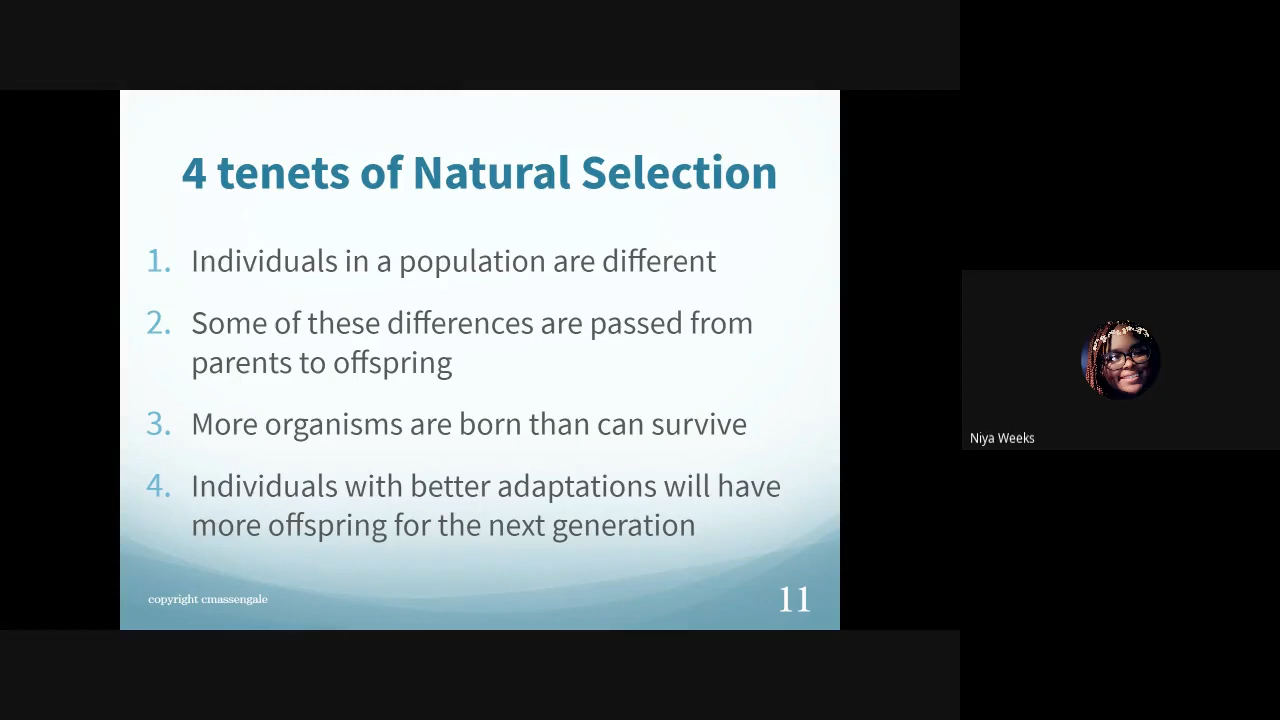 4 tenets of Natural Selection
1. Individuals in a population are different
2. Some of these differences are passed from
parents to offspring
3. More organisms are born than can survive
4. Individuals with better adaptations will have
more offspring for the next generation
copyright cmassengale
11
Niya Weeks